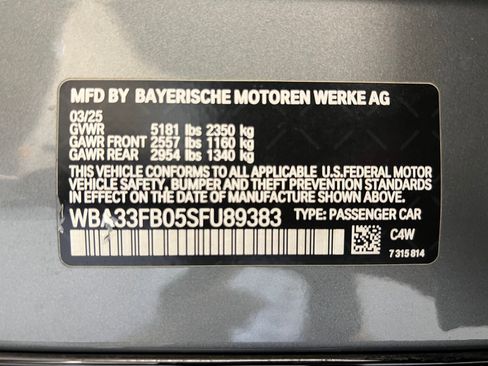 MFD BY BAYERISCHE MOTOREN WERKE AG
03/25
GVWR 5181 lbs 2350 kg
GAWR FRONT 2557 lbs 1160 kg
GAWR REAR 2954 lbs 1340 kg
THIS VEHICLE CONFORMS TO ALL APPLICABLE U.S.FEDERAL MOTOR
VEHICLE SAFETY, BUMPER, AND THEFT PREVENTION STANDARDS
IN EFFECT ON THE DATE OF MANUFACTURE SHOWN ABOVE.
WBA33FB05SFU89383 TYPE: PASSENGER CAR
C4W
7 315 814